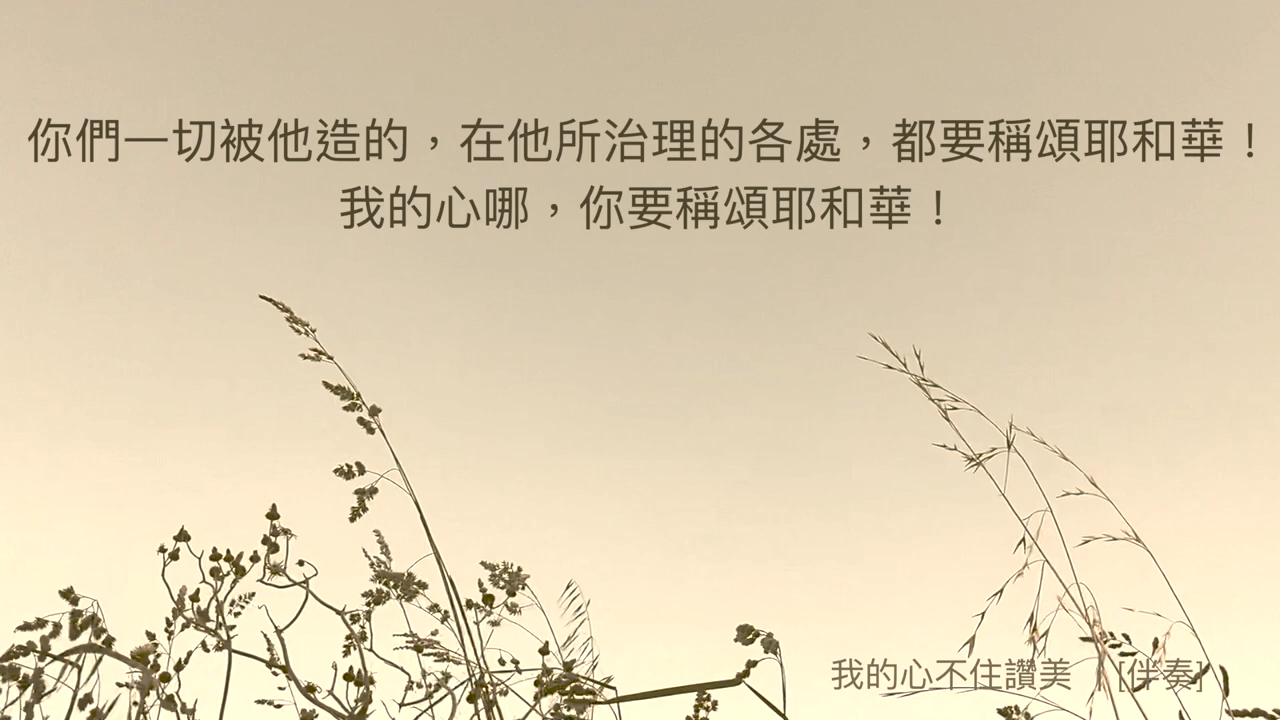 你們一切被他造的，在他所治理的各處，都要稱頌耶和華！
我的心哪，你要稱頌耶和華！
我的心不住讚美 | [伴奏]